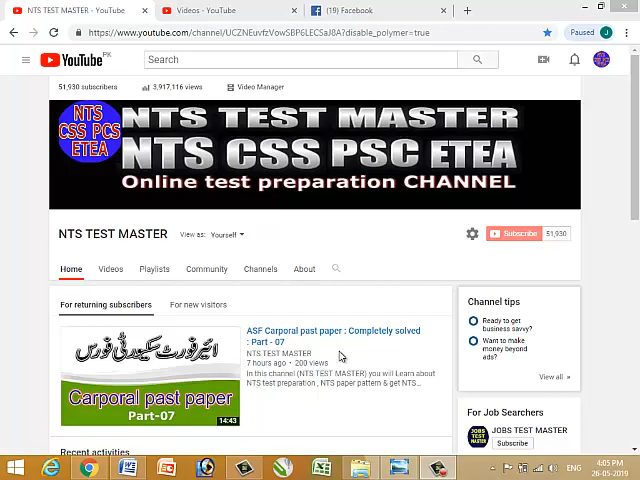 NTS TEST MASTER - YouTube
Videos - YouTube
(19) Facebook
https://www.youtube.com/channel/UCZNEuvfzVowSBP6LECSaJ8A?disable_polymer=true
Paused
YouTube PK
Search
51,930 subscribers
3,917,116 views
Video Manager
NTS
CSS PCS
ETEA
NTS TEST MASTER
NTS CSS PSC ETEA
Online test preparation CHANNEL
NTS TEST MASTER
View as: Yourself
Subscribe 51,930
Home Videos Playlists Community Channels About
For returning subscribers
For new visitors
ائیرفورٹ سیکیورٹی فورس
Carporal past paper
Part-07
14:43
ASF Carporal past paper : Completely solved
: Part - 07
NTS TEST MASTER
7 hours ago • 200 views
In this channel (NTS TEST MASTER) you will Learn about
NTS test preparation , NTS paper pattern & get NTS...
Recent activities
Channel tips
Ready to get
business savvy?
Want to make
money beyond
ads?
View all »
For Job Searchers
JOBS
TEST
MASTER
JOBS TEST MASTER
Subscribe
ENG
4:05 PM
26-05-2019